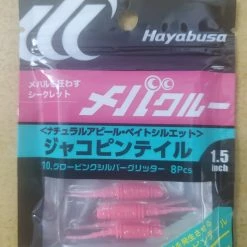 Hayabusa
メバルを狂わす
シークレット
メバクルー
<ナチュラルアピール・ベイトシルエット>
ジャコピンテイル
1.5
inch
10.グローピンクシルバーグリッター 8Pcs